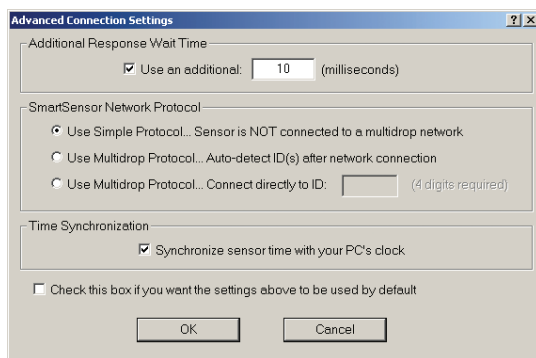 Advanced Connection Settings
Additional Response Wait Time
Use an additional: 10 (milliseconds)
SmartSensor Network Protocol
Use Simple Protocol... Sensor is NOT connected to a multidrop network
Use Multidrop Protocol... Auto-detect ID(s) after network connection
Use Multidrop Protocol... Connect directly to ID: (4 digits required)
Time Synchronization
Synchronize sensor time with your PC's clock
Check this box if you want the settings above to be used by default
OK Cancel